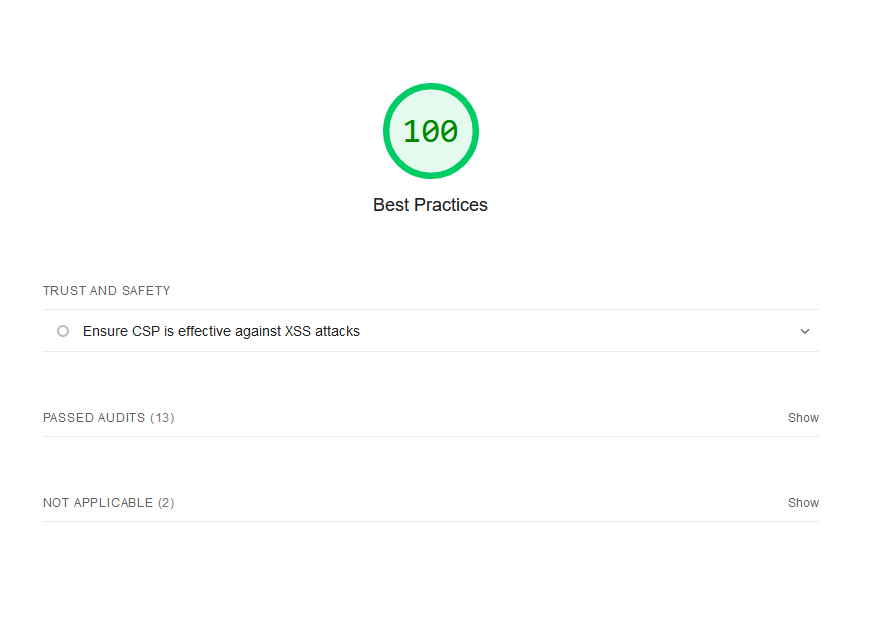 100
Best Practices
TRUST AND SAFETY
Ensure CSP is effective against XSS attacks
PASSED AUDITS (13) Show
NOT APPLICABLE (2) Show